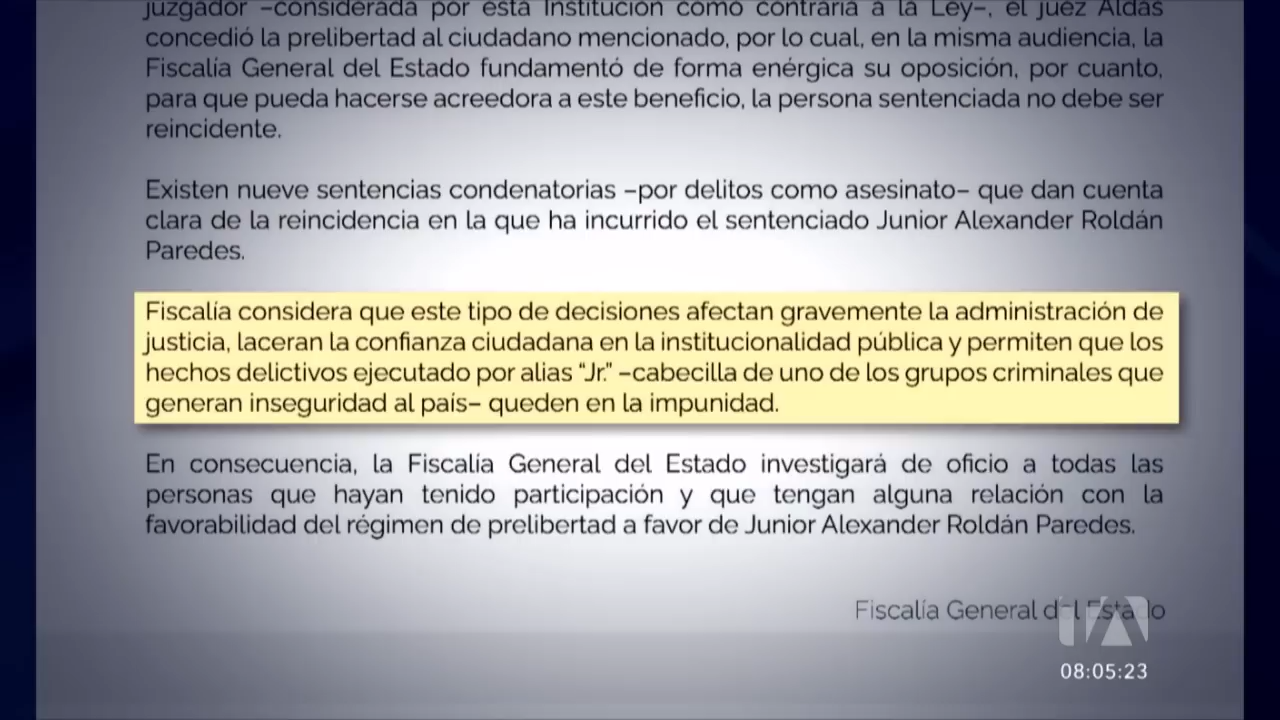 juzgador –considerada por esta Institución como contraria a la Ley–, el juez Aldás
concedió la prelibertad al ciudadano mencionado, por lo cual, en la misma audiencia, la
Fiscalía General del Estado fundamentó de forma enérgica su oposición, por cuanto,
para que pueda hacerse acreedora a este beneficio, la persona sentenciada no debe ser
reincidente.
Existen nueve sentencias condenatorias –por delitos como asesinato– que dan cuenta
clara de la reincidencia en la que ha incurrido el sentenciado Junior Alexander Roldán
Paredes.
Fiscalía considera que este tipo de decisiones afectan gravemente la administración de
justicia, laceran la confianza ciudadana en la institucionalidad pública y permiten que los
hechos delictivos ejecutado por alias “Jr.” –cabecilla de uno de los grupos criminales que
generan inseguridad al país– queden en la impunidad.
En consecuencia, la Fiscalía General del Estado investigará de oficio a todas las
personas que hayan tenido participación y que tengan alguna relación con la
favorabilidad del régimen de prelibertad a favor de Junior Alexander Roldán Paredes.
Fiscalía General del Estado
08:05:23